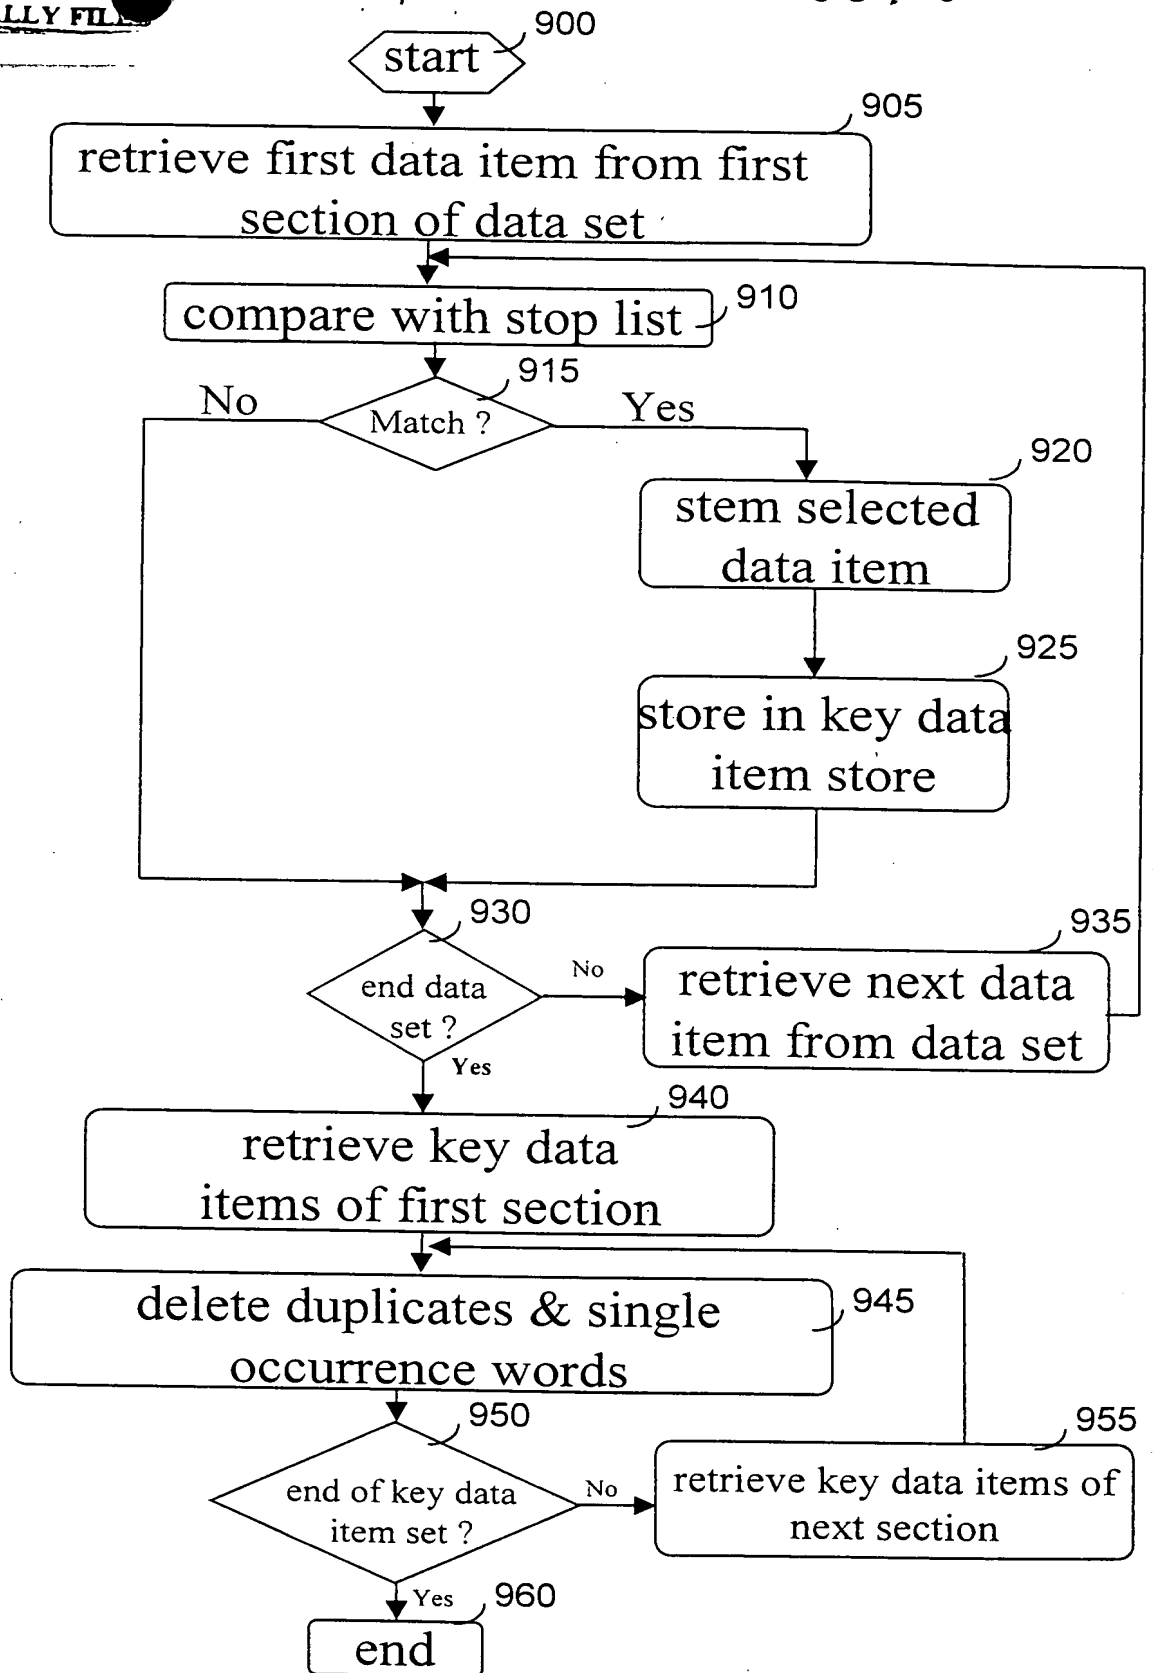 start
900
905
retrieve first data item from first
section of data set
compare with stop list
910
915
No
Match ?
Yes
920
stem selected
data item
925
store in key data
item store
930
end data
set ?
No
935
retrieve next data
item from data set
Yes
940
retrieve key data
items of first section
delete duplicates & single
occurrence words
945
950
end of key data
item set ?
No
955
retrieve key data items of
next section
Yes
960
end